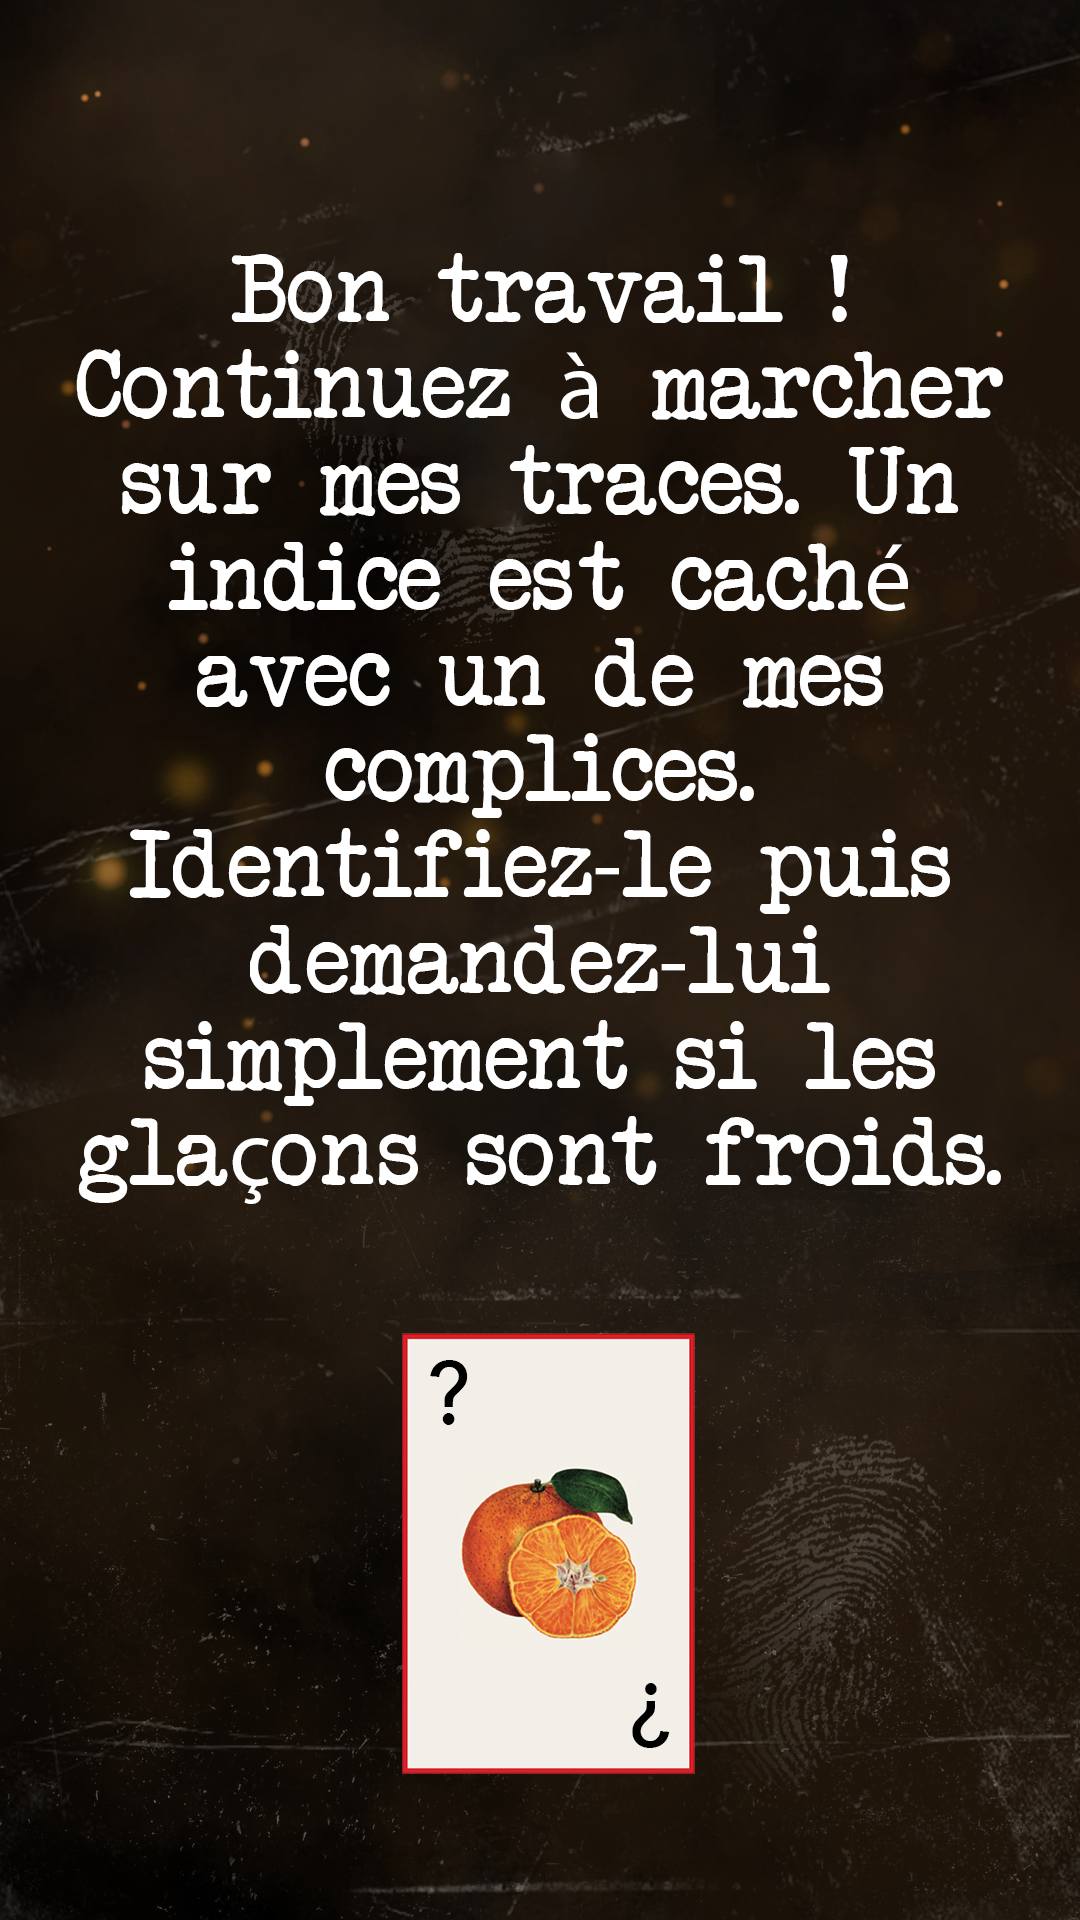 Bon travail !
Continuez à marcher
sur mes traces. Un
indice est caché
avec un de mes
complices.
Identifiez-le puis
demandez-lui
simplement si les
glaçons sont froids.
?
?